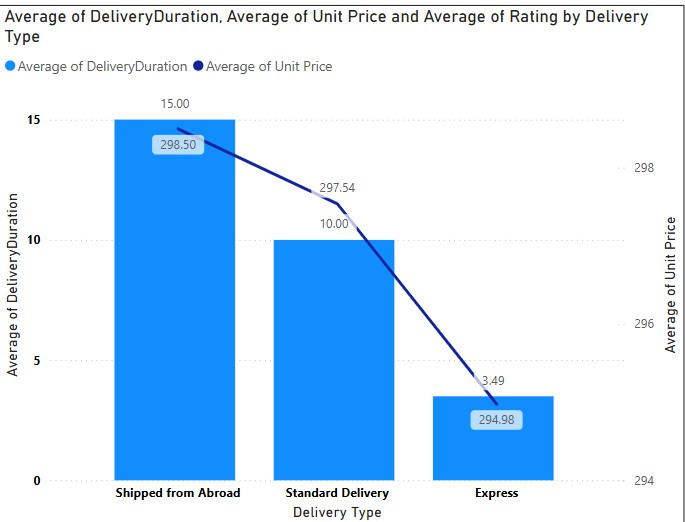 Average of DeliveryDuration, Average of Unit Price and Average of Rating by Delivery
Type
Average of DeliveryDuration Average of Unit Price
15.00
15
298.50
298
297.54
10.00
10
Average of DeliveryDuration
Average of Unit Price
296
5
3.49
294.98
0
294
Shipped from Abroad Standard Delivery Express
Delivery Type